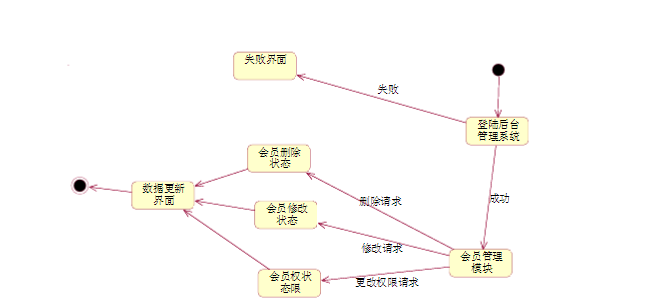 失败界面
失败
登陆后台
管理系统
会员删除
状态
数据更新
界面
删除请求
成功
会员修改
状态
修改请求
会员管理
模块
会员权状
态限
更改权限请求